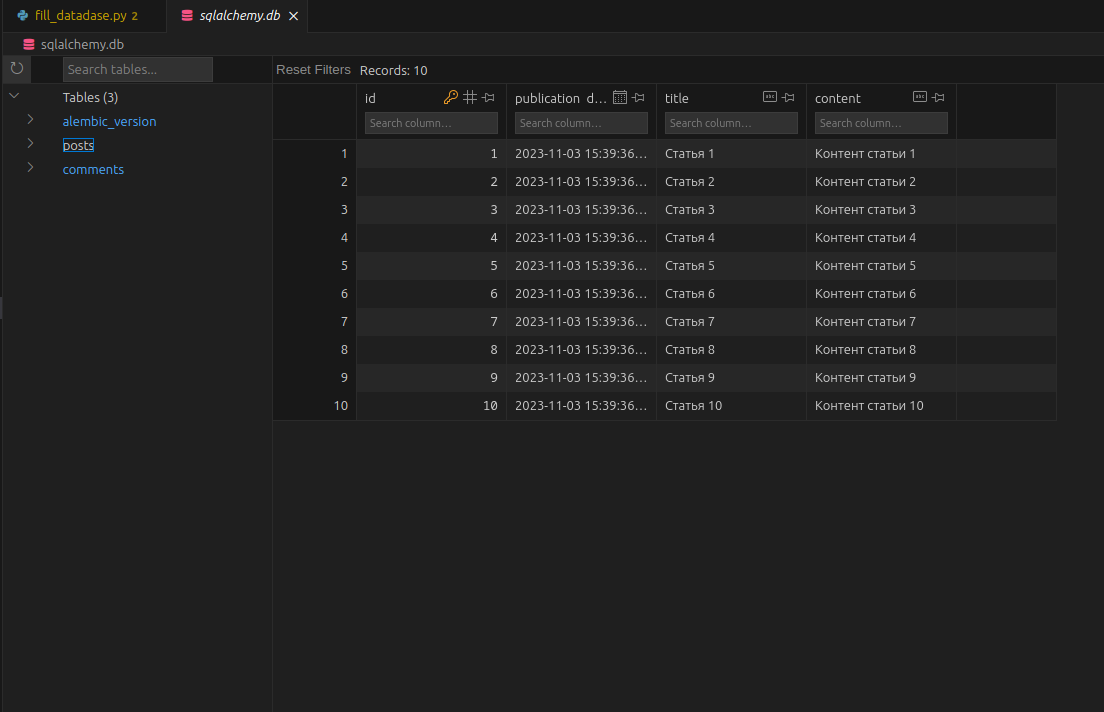 fill_datadase.py 2 sqlalchemy.db
sqlalchemy.db
Search tables... Reset Filters Records: 10
Tables (3)
alembic_version
posts
comments
id publication_d... title content
Search column... Search column... Search column... Search column...
1 1 2023-11-03 15:39:36... Статья 1 Контент статьи 1
2 2 2023-11-03 15:39:36... Статья 2 Контент статьи 2
3 3 2023-11-03 15:39:36... Статья 3 Контент статьи 3
4 4 2023-11-03 15:39:36... Статья 4 Контент статьи 4
5 5 2023-11-03 15:39:36... Статья 5 Контент статьи 5
6 6 2023-11-03 15:39:36... Статья 6 Контент статьи 6
7 7 2023-11-03 15:39:36... Статья 7 Контент статьи 7
8 8 2023-11-03 15:39:36... Статья 8 Контент статьи 8
9 9 2023-11-03 15:39:36... Статья 9 Контент статьи 9
10 10 2023-11-03 15:39:36... Статья 10 Контент статьи 10